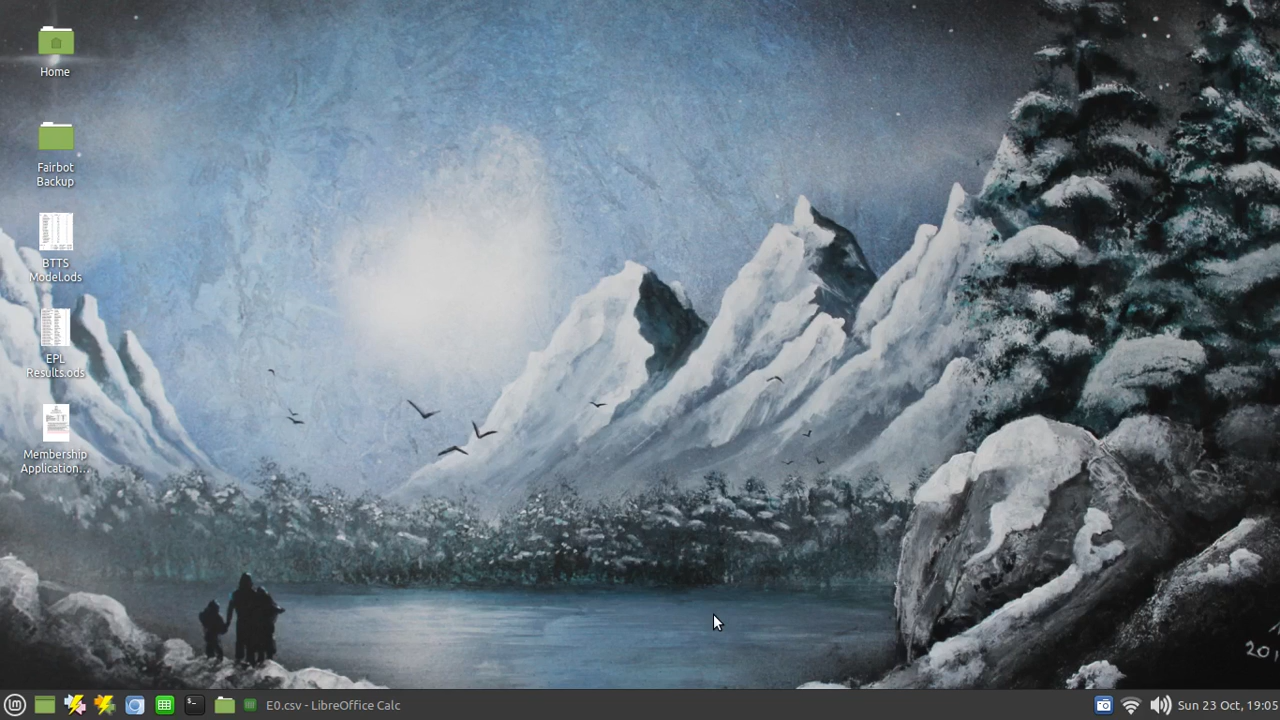 Home
Fairbot
Backup
BTTS
Model.ods
EPL
Results.ods
Membership
Application...
E0.csv - LibreOffice Calc
Sun 23 Oct, 19:05